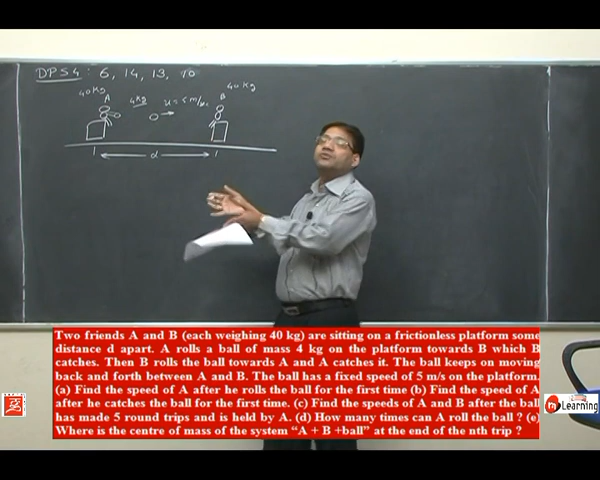 DPS4 : 6, 14, 13, 10
40 Kg
40 Kg
A
4Kg
u = 5 m/s.
B
d
Two friends A and B (each weighing 40 kg) are sitting on a frictionless platform some
distance d apart. A rolls a ball of mass 4 kg on the platform towards B which B
catches. Then B rolls the ball towards A and A catches it. The ball keeps on moving
back and forth between A and B. The ball has a fixed speed of 5 m/s on the platform.
(a) Find the speed of A after he rolls the ball for the first time (b) Find the speed of A
after he catches the ball for the first time. (c) Find the speeds of A and B after the ball
has made 5 round trips and is held by A. (d) How many times can A roll the ball ? (e)
Where is the centre of mass of the system “A + B +ball” at the end of the nth trip ?
Learning